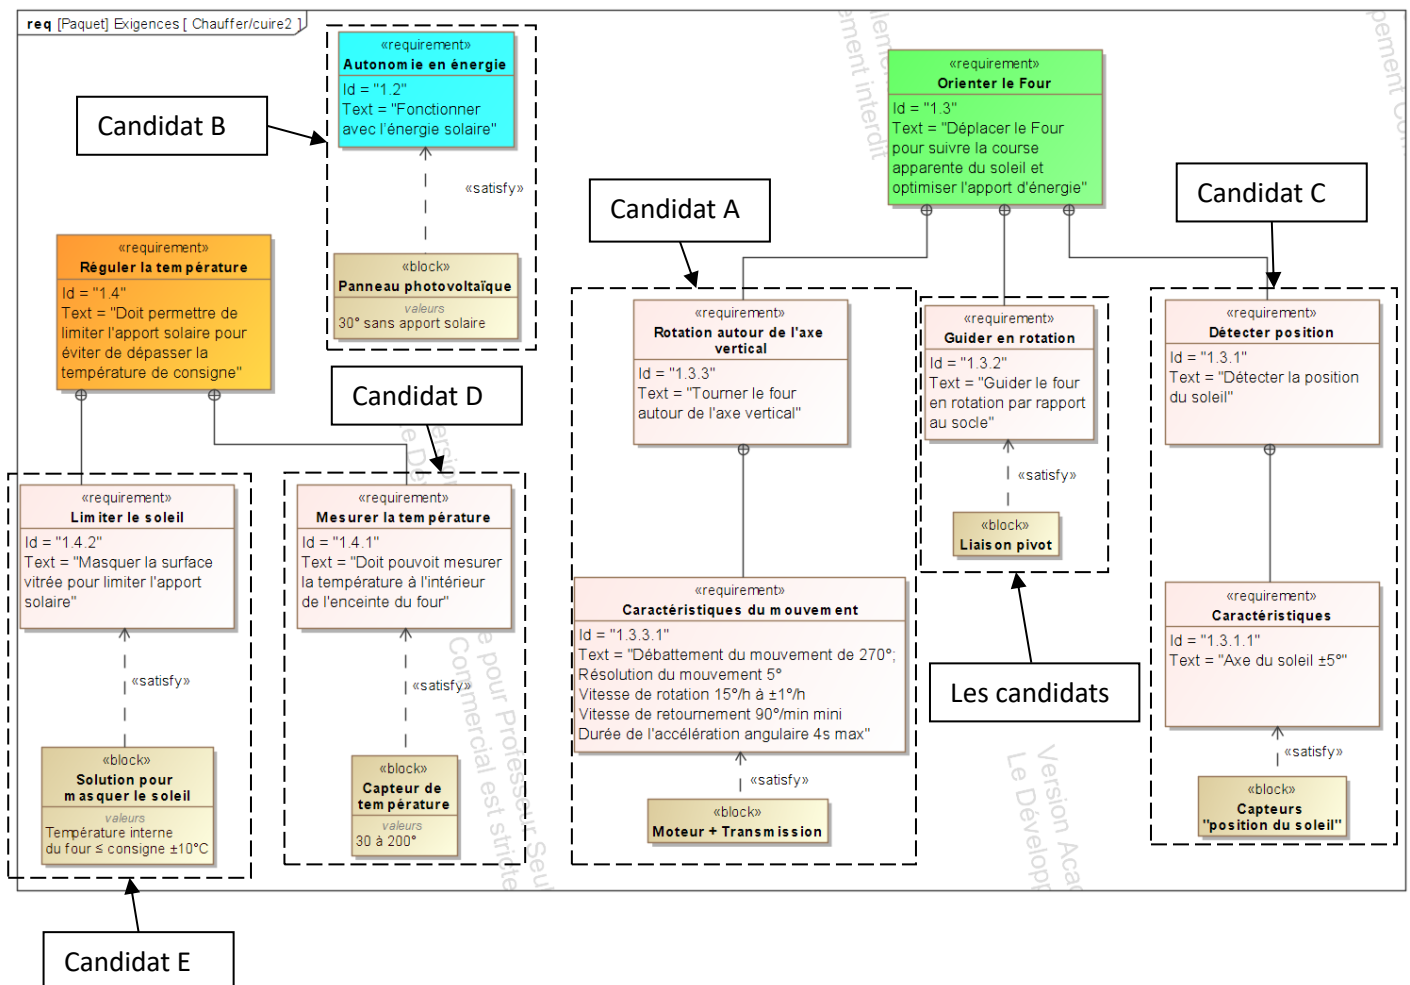 req [Paquet] Exigences [ Chauffer/cuire2 ]
Candidat B
«requirement»
Autonomie en énergie
Id = "1.2"
Text = "Fonctionner
avec l'énergie solaire"
«satisfy»
«block»
Panneau photovoltaïque
valeurs
30° sans apport solaire
«requirement»
Orienter le Four
Id = "1.3"
Text = "Déplacer le Four
pour suivre la course
apparente du soleil et
optimiser l'apport d'énergie"
Candidat A
Candidat C
«requirement»
Réguler la température
Id = "1.4"
Text = "Doit permettre de
limiter l'apport solaire pour
éviter de dépasser la
température de consigne"
Candidat D
«requirement»
Rotation autour de l'axe
vertical
Id = "1.3.3"
Text = "Tourner le four
autour de l'axe vertical"
«requirement»
Guider en rotation
Id = "1.3.2"
Text = "Guider le four
en rotation par rapport
au socle"
«satisfy»
«block»
Liaison pivot
«requirement»
Détecter position
Id = "1.3.1"
Text = "Détecter la position
du soleil"
«requirement»
Limiter le soleil
Id = "1.4.2"
Text = "Masquer la surface
vitrée pour limiter l'apport
solaire"
«satisfy»
«block»
Solution pour
masquer le soleil
valeurs
Température interne
du four ≤ consigne ±10°C
«requirement»
Mesurer la température
Id = "1.4.1"
Text = "Doit pouvoit mesurer
la température à l'intérieur
de l'enceinte du four"
«satisfy»
«block»
Capteur de
température
valeurs
30 à 200°
«requirement»
Caractéristiques du mouvement
Id = "1.3.3.1"
Text = "Débattement du mouvement de 270°;
Résolution du mouvement 5°
Vitesse de rotation 15°/h à ±1°/h
Vitesse de retournement 90°/min mini
Durée de l'accélération angulaire 4s max"
«satisfy»
«block»
Moteur + Transmission
Les candidats
«requirement»
Caractéristiques
Id = "1.3.1.1"
Text = "Axe du soleil ±5°"
«satisfy»
«block»
Capteurs
"position du soleil"
Candidat E
ement interdit
e pour Professeur Seul
Commercial est stricte
Version Aca
Le Dévelop